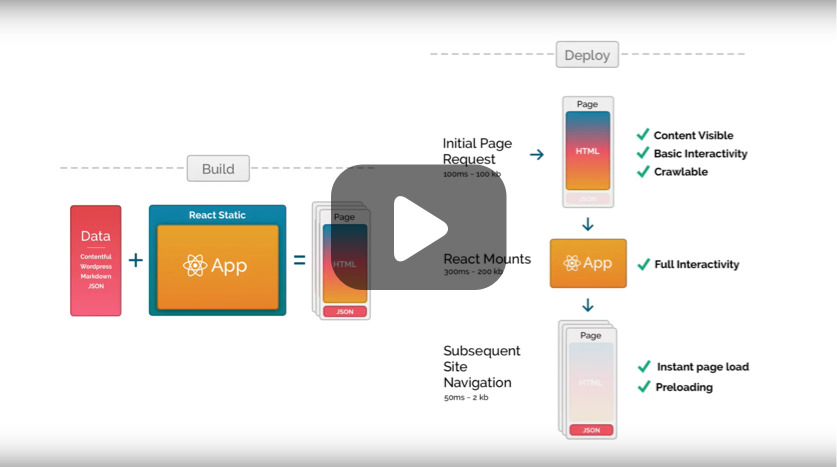 Build
Data
Contentful
Wordpress
Markdown
JSON
+
React Static
App
=
Page
HTML
JSON
Deploy
Initial Page
Request
100ms ~ 100 kb
Page
HTML
JSON
Content Visible
Basic Interactivity
Crawlable
React Mounts
300ms ~ 200 kb
App
Full Interactivity
Subsequent
Site
Navigation
50ms ~ 2 kb
Page
HTML
JSON
Instant page load
Preloading